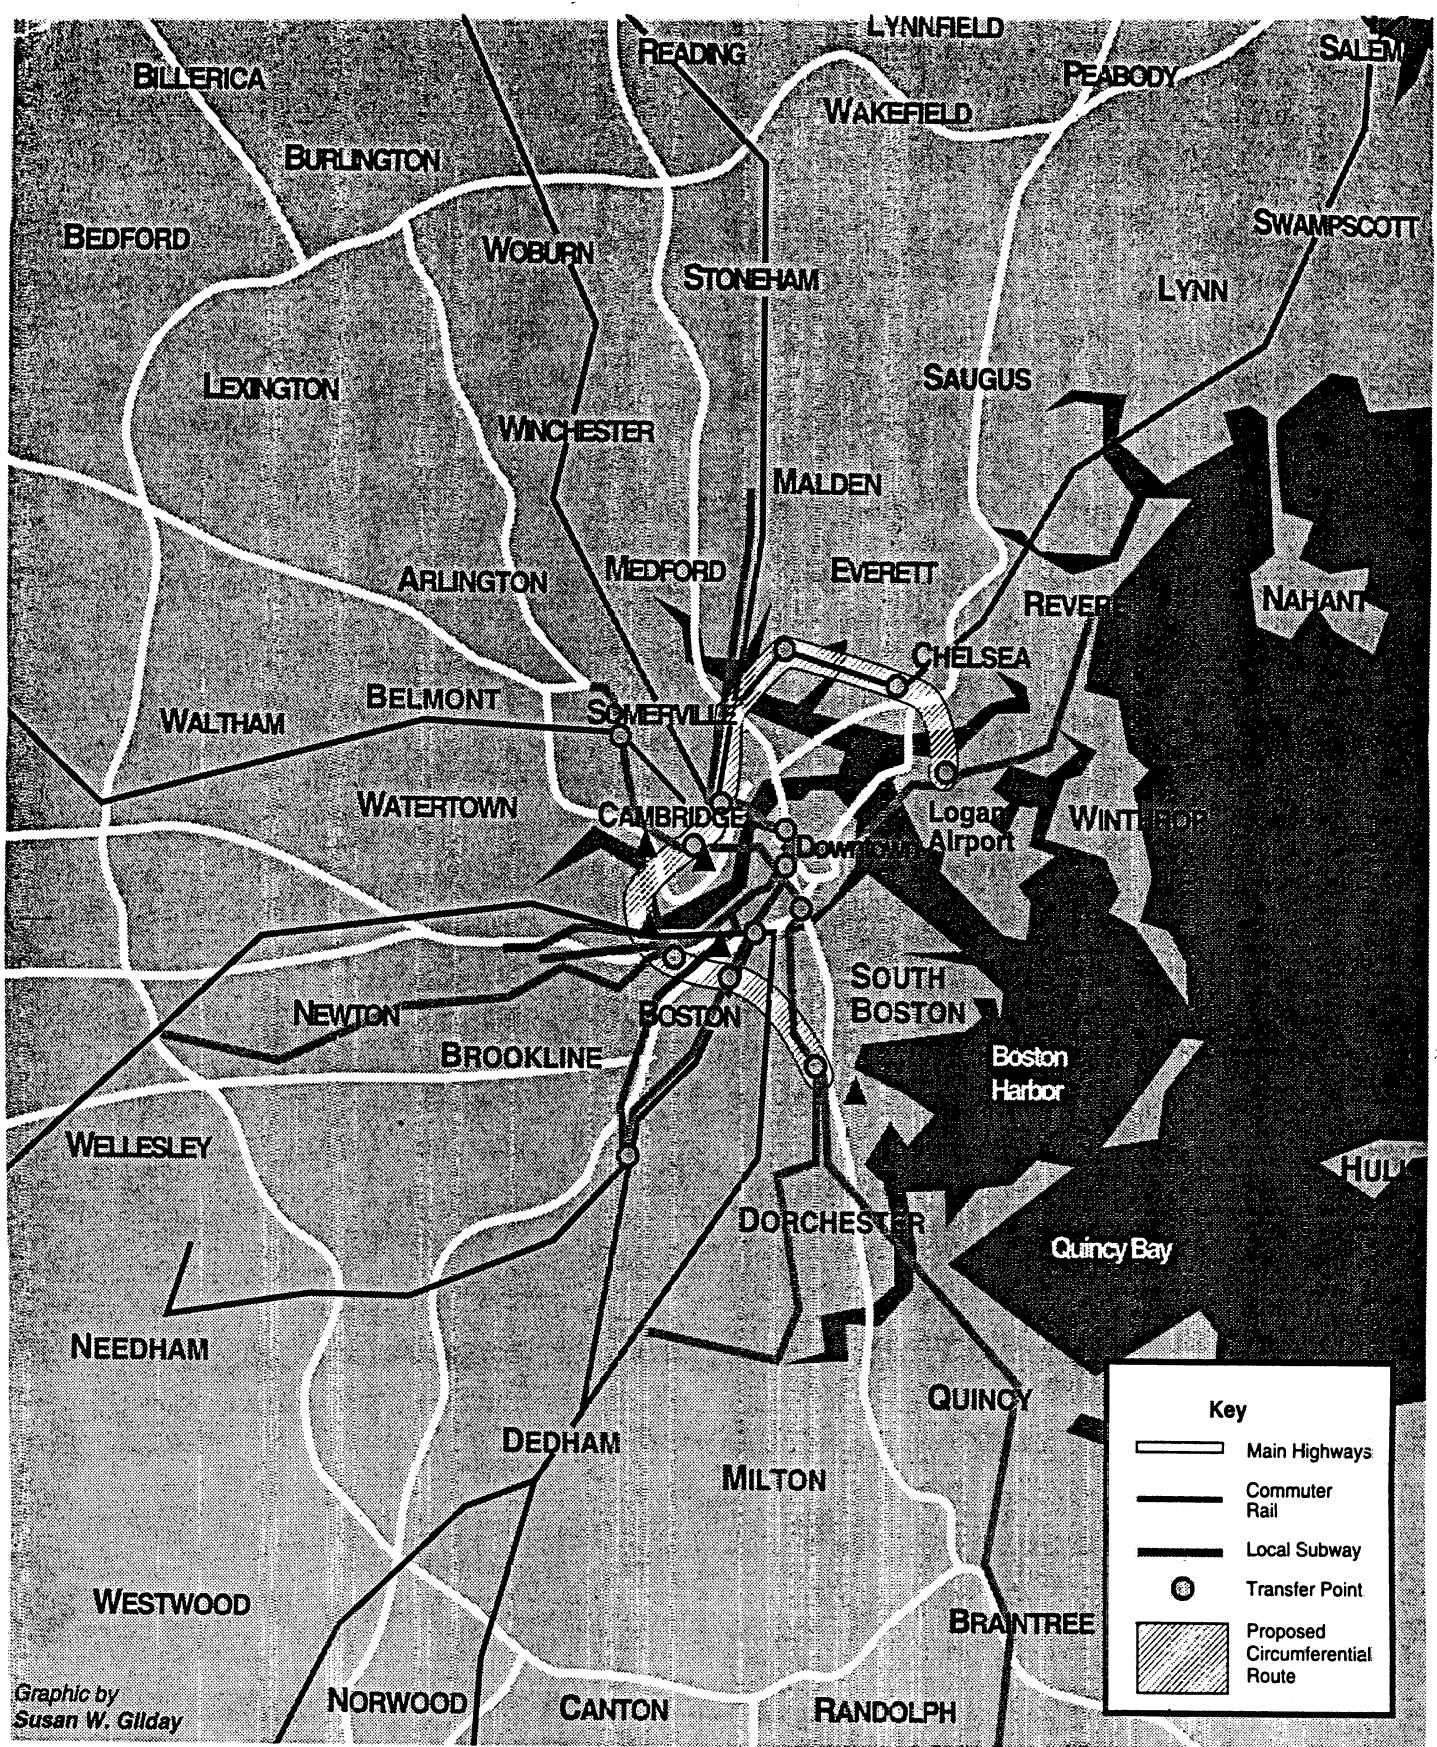 LYNNFIELD
READING
SALEM
BILLERICA
PEABODY
WAKEFIELD
BURLINGTON
SWAMPSCOTT
BEDFORD
WOBURN
STONEHAM
LYNN
LEXINGTON
SAUGUS
WINCHESTER
MALDEN
ARLINGTON
MEDFORD
EVERETT
REVERE
NAHANT
CHELSEA
BELMONT
SOMERVILLE
WALTHAM
WATERTOWN
CAMBRIDGE
Logan
Airport
WINTHROP
DOWNTOWN
SOUTH
BOSTON
NEWTON
BOSTON
BROOKLINE
Boston
Harbor
WELLESLEY
HULL
DORCHESTER
Quincy Bay
NEEDHAM
QUINCY
DEDHAM
MILTON
Key
Main Highways
Commuter
Rail
Local Subway
Transfer Point
Proposed
Circumferential
Route
WESTWOOD
BRAINTREE
NORWOOD
CANTON
RANDOLPH
Graphic by
Susan W. Gilday